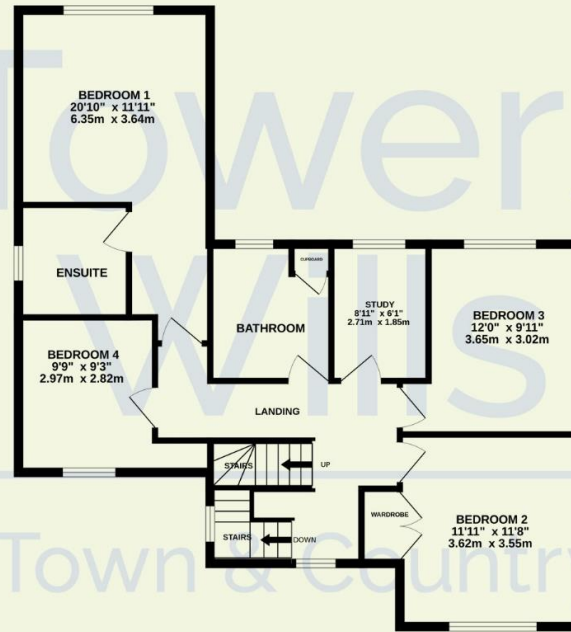 Tower
Wills
Town & Country
BEDROOM 1
20'10" x 11'11"
6.35m x 3.64m
ENSUITE
CUPBOARD
BATHROOM
STUDY
8'11" x 6'1"
2.71m x 1.85m
BEDROOM 3
12'0" x 9'11"
3.65m x 3.02m
BEDROOM 4
9'9" x 9'3"
2.97m x 2.82m
LANDING
STAIRS
UP
STAIRS
DOWN
WARDROBE
BEDROOM 2
11'11" x 11'8"
3.62m x 3.55m